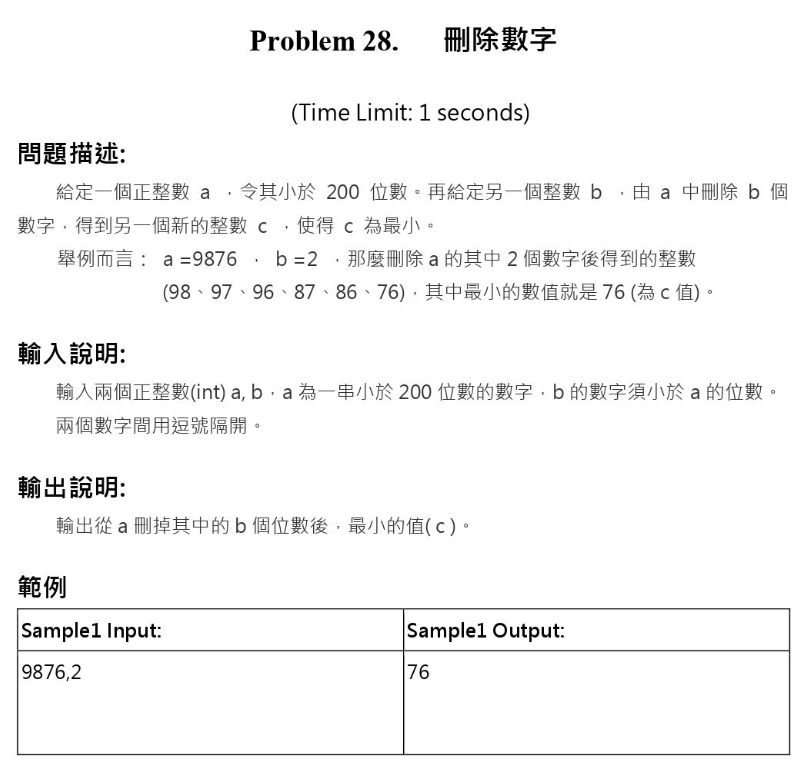 Problem 28. 刪除數字
(Time Limit: 1 seconds)
問題描述:
給定一個正整數 a ，令其小於 200 位數。再給定另一個整數 b ，由 a 中刪除 b 個
數字，得到另一個新的整數 c ，使得 c 為最小。
舉例而言： a =9876 ， b =2 ，那麼刪除 a 的其中 2 個數字後得到的整數
(98、97、96、87、86、76)，其中最小的數值就是 76 (為 c 值)。
輸入說明:
輸入兩個正整數(int) a, b，a 為一串小於 200 位數的數字，b 的數字須小於 a 的位數。
兩個數字間用逗號隔開。
輸出說明:
輸出從 a 刪掉其中的 b 個位數後，最小的值( c )。
範例
Sample1 Input: Sample1 Output:
9876,2 76